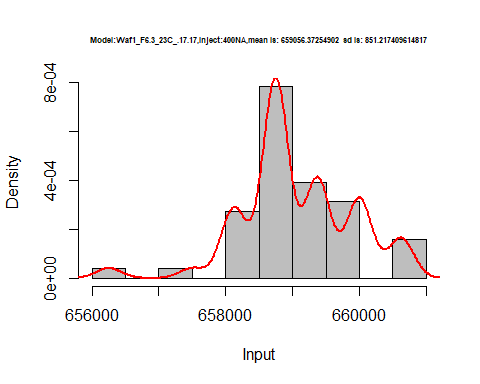 Model:Waf1_F6.3_23C_.17.17,inject:400NA,mean is: 659056.37254902 sd is: 851.217409614817
8e-04
4e-04
0e+00
Density
656000 658000 660000
Input